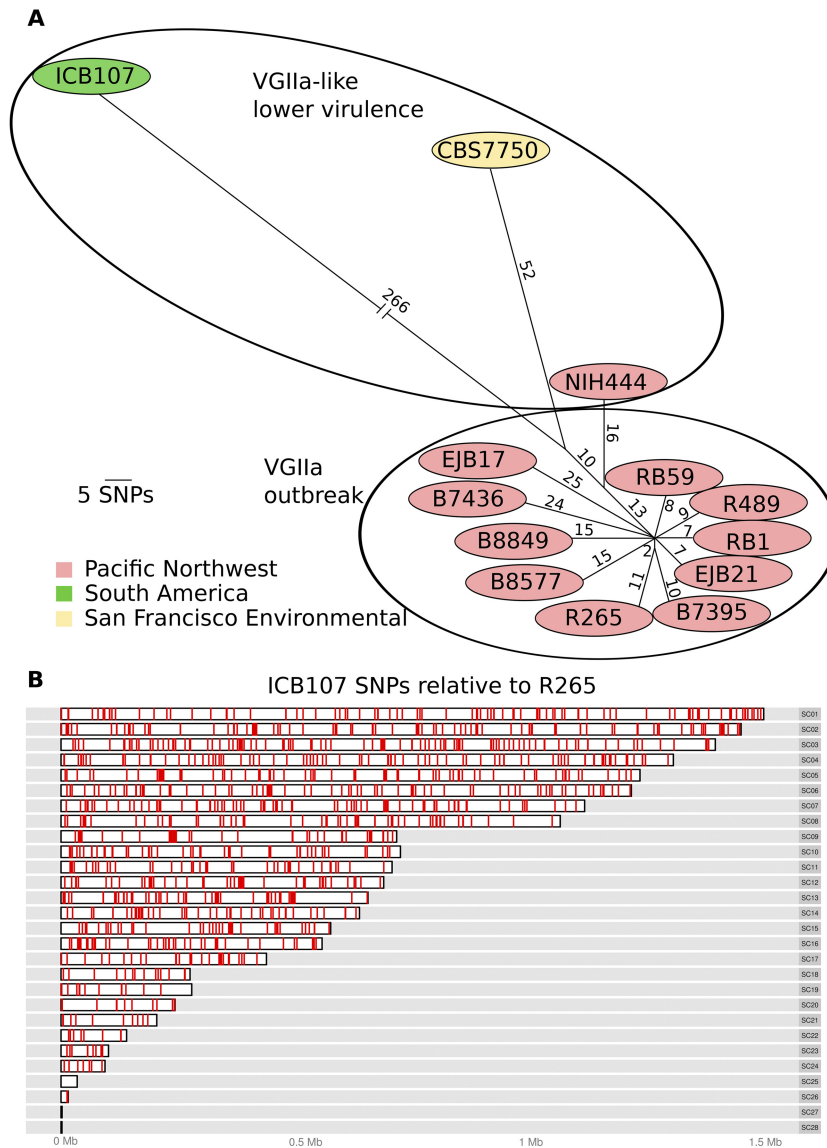 A
ICB107
VGIIa-like
lower virulence
CBS7750
266
52
NIH444
16
10
13
VGIIa
outbreak
5 SNPs
EJB17
25
RB59
8
B7436
24
R489
9
B8849
15
RB1
7
B8577
15
EJB21
7
2
R265
11
B7395
10
Pacific Northwest
South America
San Francisco Environmental
B
ICB107 SNPs relative to R265
SC01
SC02
SC03
SC04
SC05
SC06
SC07
SC08
SC09
SC10
SC11
SC12
SC13
SC14
SC15
SC16
SC17
SC18
SC19
SC20
SC21
SC22
SC23
SC24
SC25
SC26
SC27
SC28
0 Mb 0.5 Mb 1 Mb 1.5 Mb